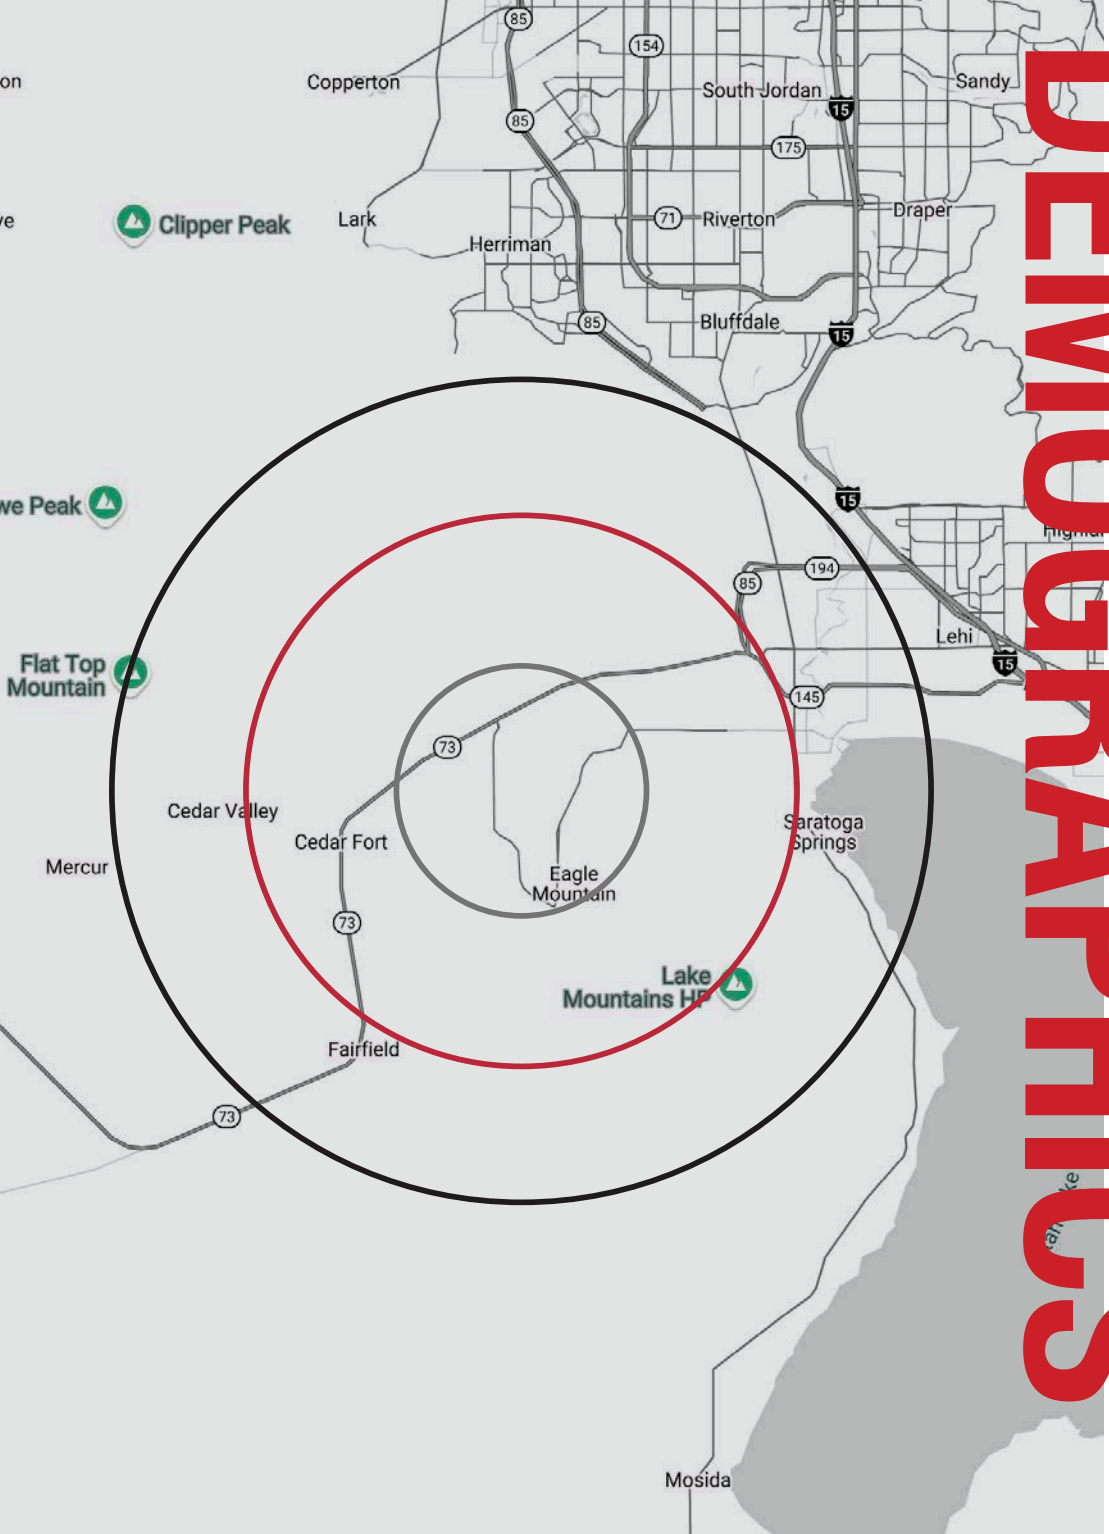 85
154
Copperton
South Jordan
Sandy
15
85
175
Clipper Peak
Lark
71
Riverton
Draper
Herriman
85
Bluffdale
15
we Peak
15
194
85
Lehi
15
Flat Top
Mountain
145
73
Cedar Valley
Cedar Fort
Saratoga
Springs
Mercur
Eagle
Mountain
73
Lake
Mountains HP
Fairfield
73
Mosida
DEMOGRAPHICS